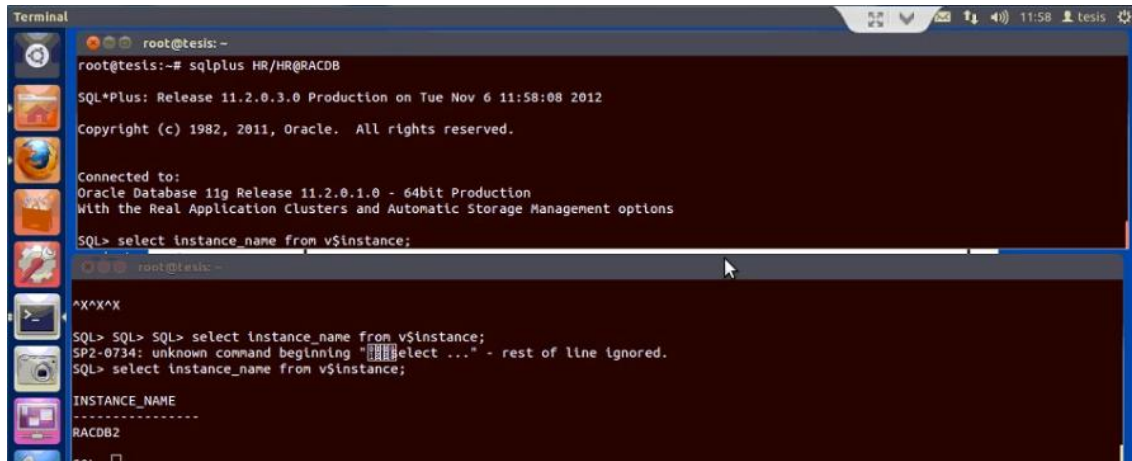 Terminal
11:58 tesis
root@tesis: ~
root@tesis:~# sqlplus HR/HR@RACDB
SQL*Plus: Release 11.2.0.3.0 Production on Tue Nov 6 11:58:08 2012
Copyright (c) 1982, 2011, Oracle. All rights reserved.
Connected to:
Oracle Database 11g Release 11.2.0.1.0 - 64bit Production
With the Real Application Clusters and Automatic Storage Management options
SQL> select instance_name from v$instance;
root@tesis: ~
^X^X^X
SQL> SQL> SQL> select instance_name from v$instance;
SP2-0734: unknown command beginning "select ..." - rest of line ignored.
SQL> select instance_name from v$instance;
INSTANCE_NAME
----------------
RACDB2